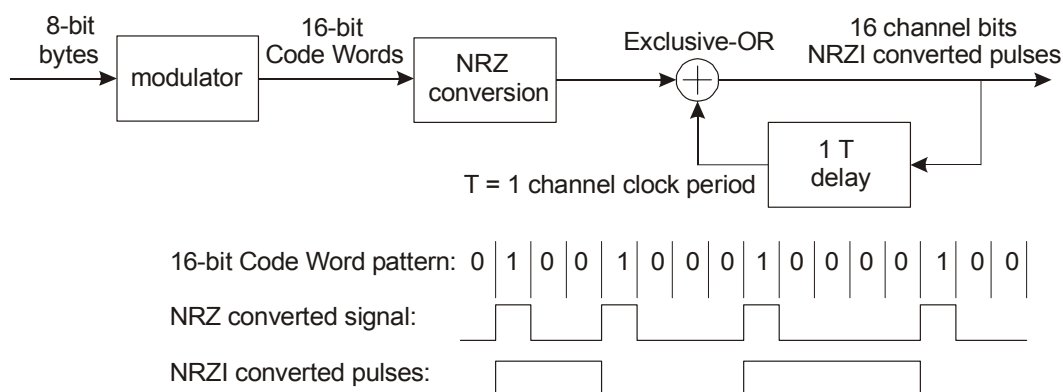 8-bit
bytes
modulator
16-bit
Code Words
NRZ
conversion
Exclusive-OR
16 channel bits
NRZI converted pulses
1 T
delay
T = 1 channel clock period
16-bit Code Word pattern: 0 1 0 0 1 0 0 0 1 0 0 0 0 1 0 0
NRZ converted signal:
NRZI converted pulses: